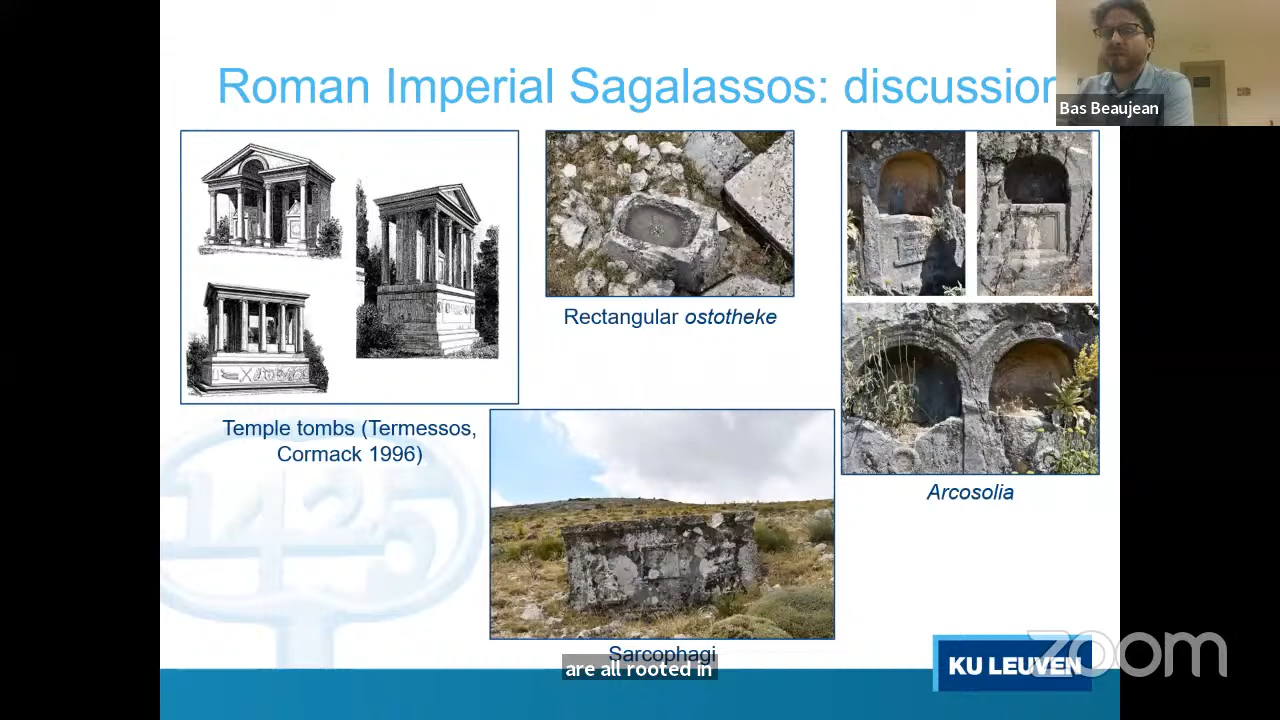 Roman Imperial Sagalassos: discussion
Bas Beaujean
Rectangular ostotheke
Temple tombs (Termessos,
Cormack 1996)
Arcosolia
Sarcophagi
are all rooted in
KU LEUVEN
zoom
1425